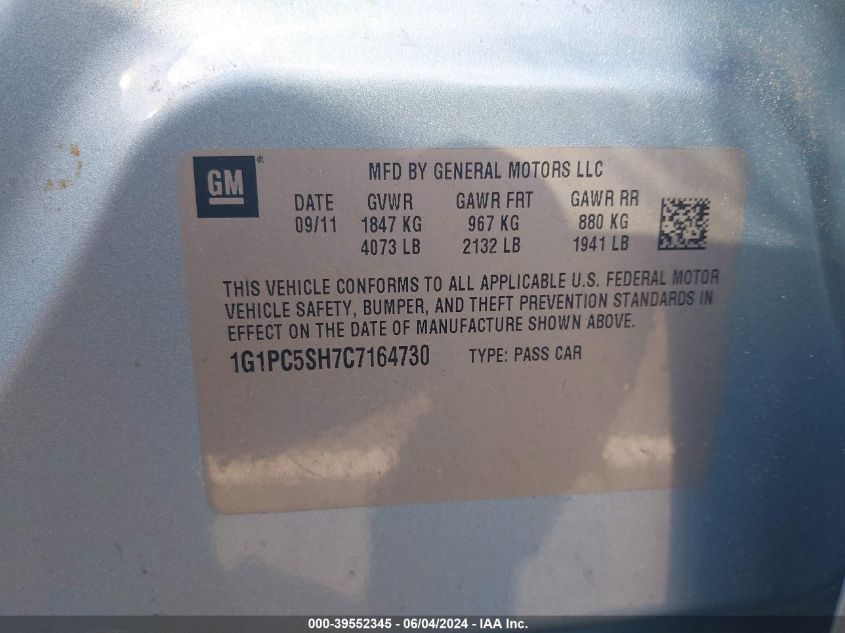 GM
MFD BY GENERAL MOTORS LLC
DATE GVWR GAWR FRT GAWR RR
09/11 1847 KG 967 KG 880 KG
4073 LB 2132 LB 1941 LB
THIS VEHICLE CONFORMS TO ALL APPLICABLE U.S. FEDERAL MOTOR
VEHICLE SAFETY, BUMPER, AND THEFT PREVENTION STANDARDS IN
EFFECT ON THE DATE OF MANUFACTURE SHOWN ABOVE.
1G1PC5SH7C7164730 TYPE: PASS CAR
000-39552345 - 06/04/2024 - IAAI Inc.